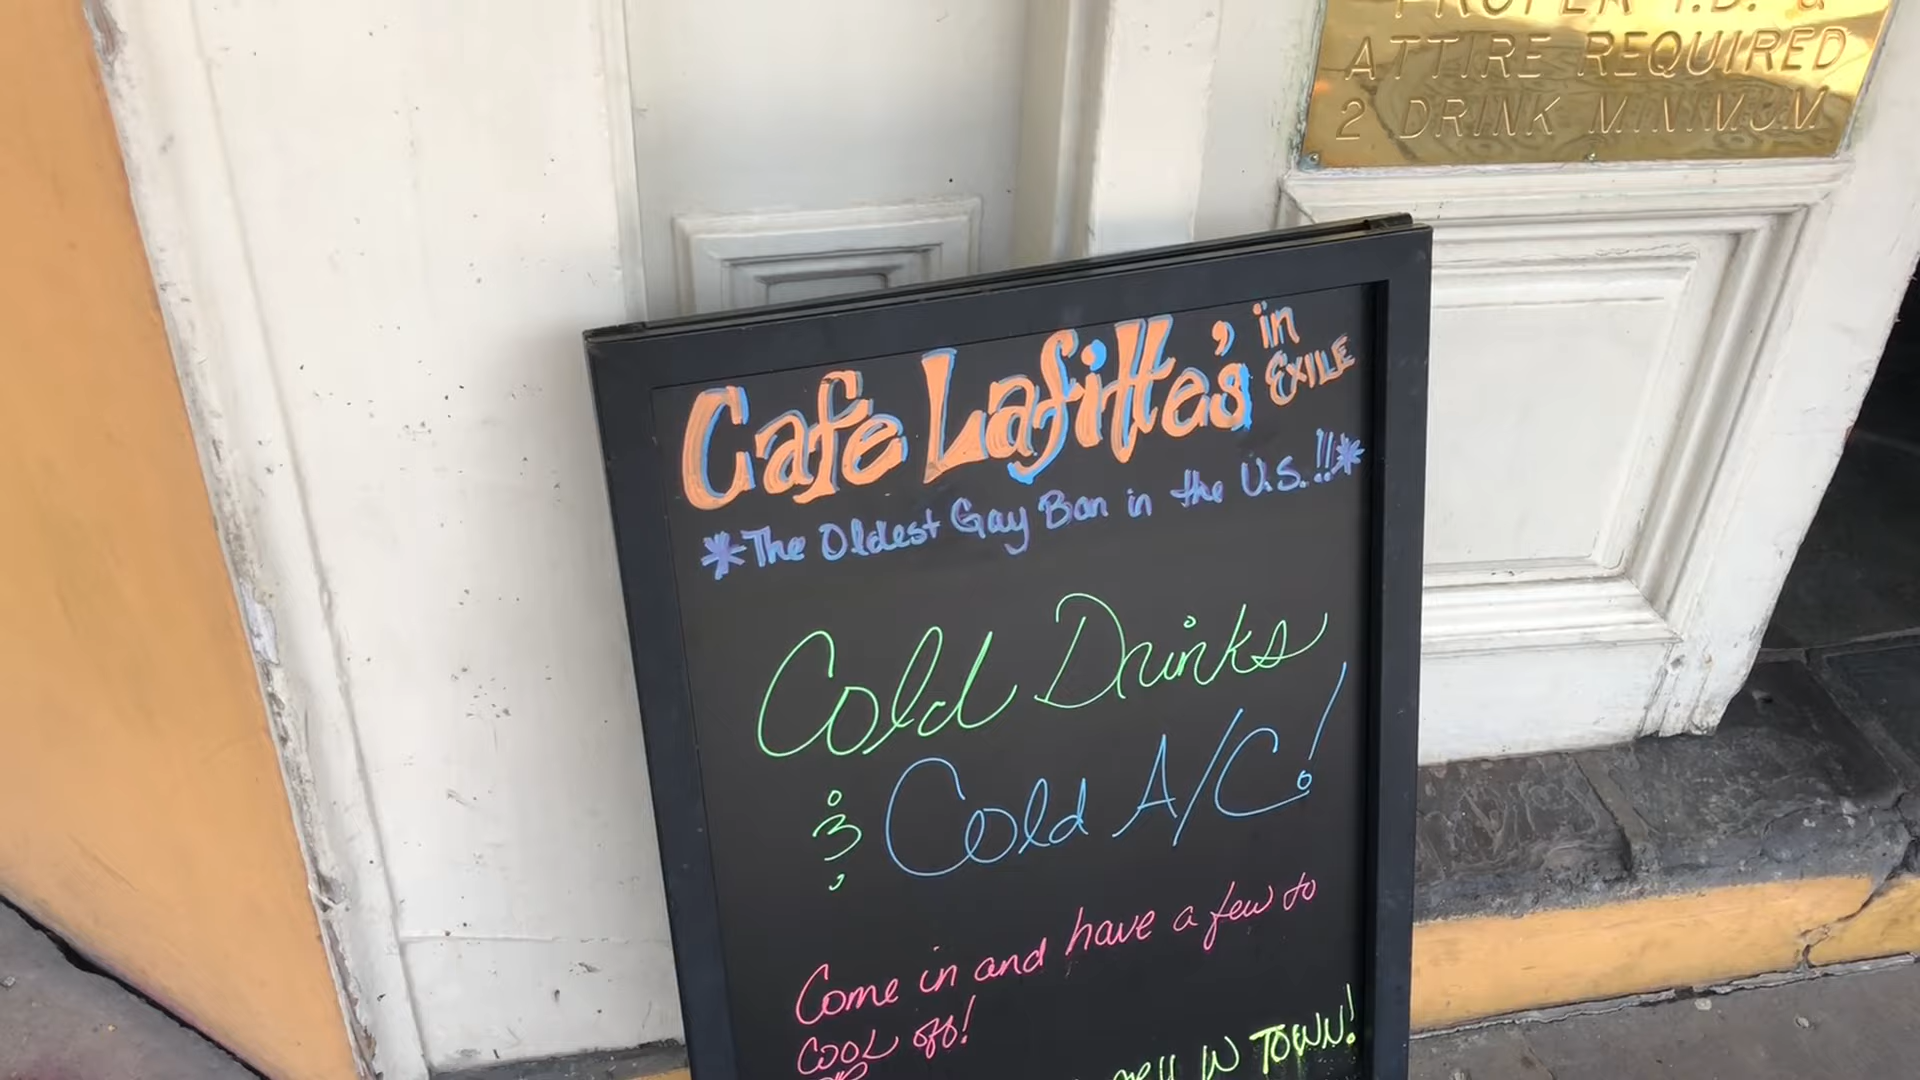 PROPER I.D. &
ATTIRE REQUIRED
2 DRINK MINIMUM
Cafe Lafitte's in EXILE
*The Oldest Gay Bar in the U.S.!!*
Cold Drinks
& Cold A/C!
Come in and have a few to
COOL off!
IN TOWN!